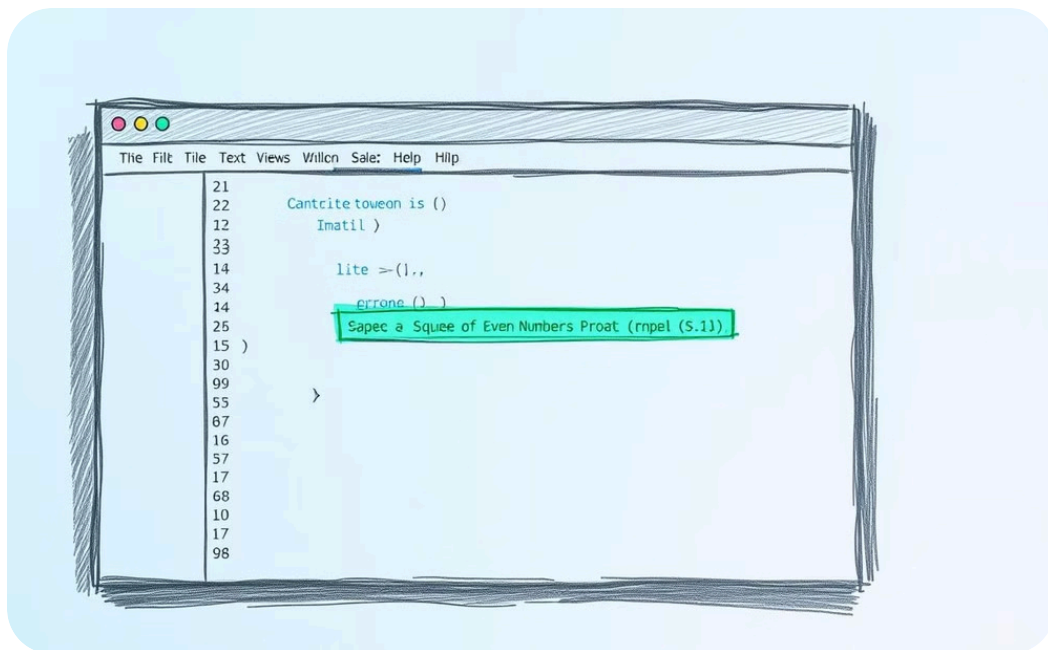 The Filt Tile Text Views Willcn Sale: Help Hilp
21
22 Cantrite toweon is ()
12 Imatil )
33
14 lite >-(].,
34
14 errone () )
25 Sapec a Squee of Even Numbers Proat (rnpel (S.1))
15 )
30
99
55 }
67
16
57
17
68
10
17
98